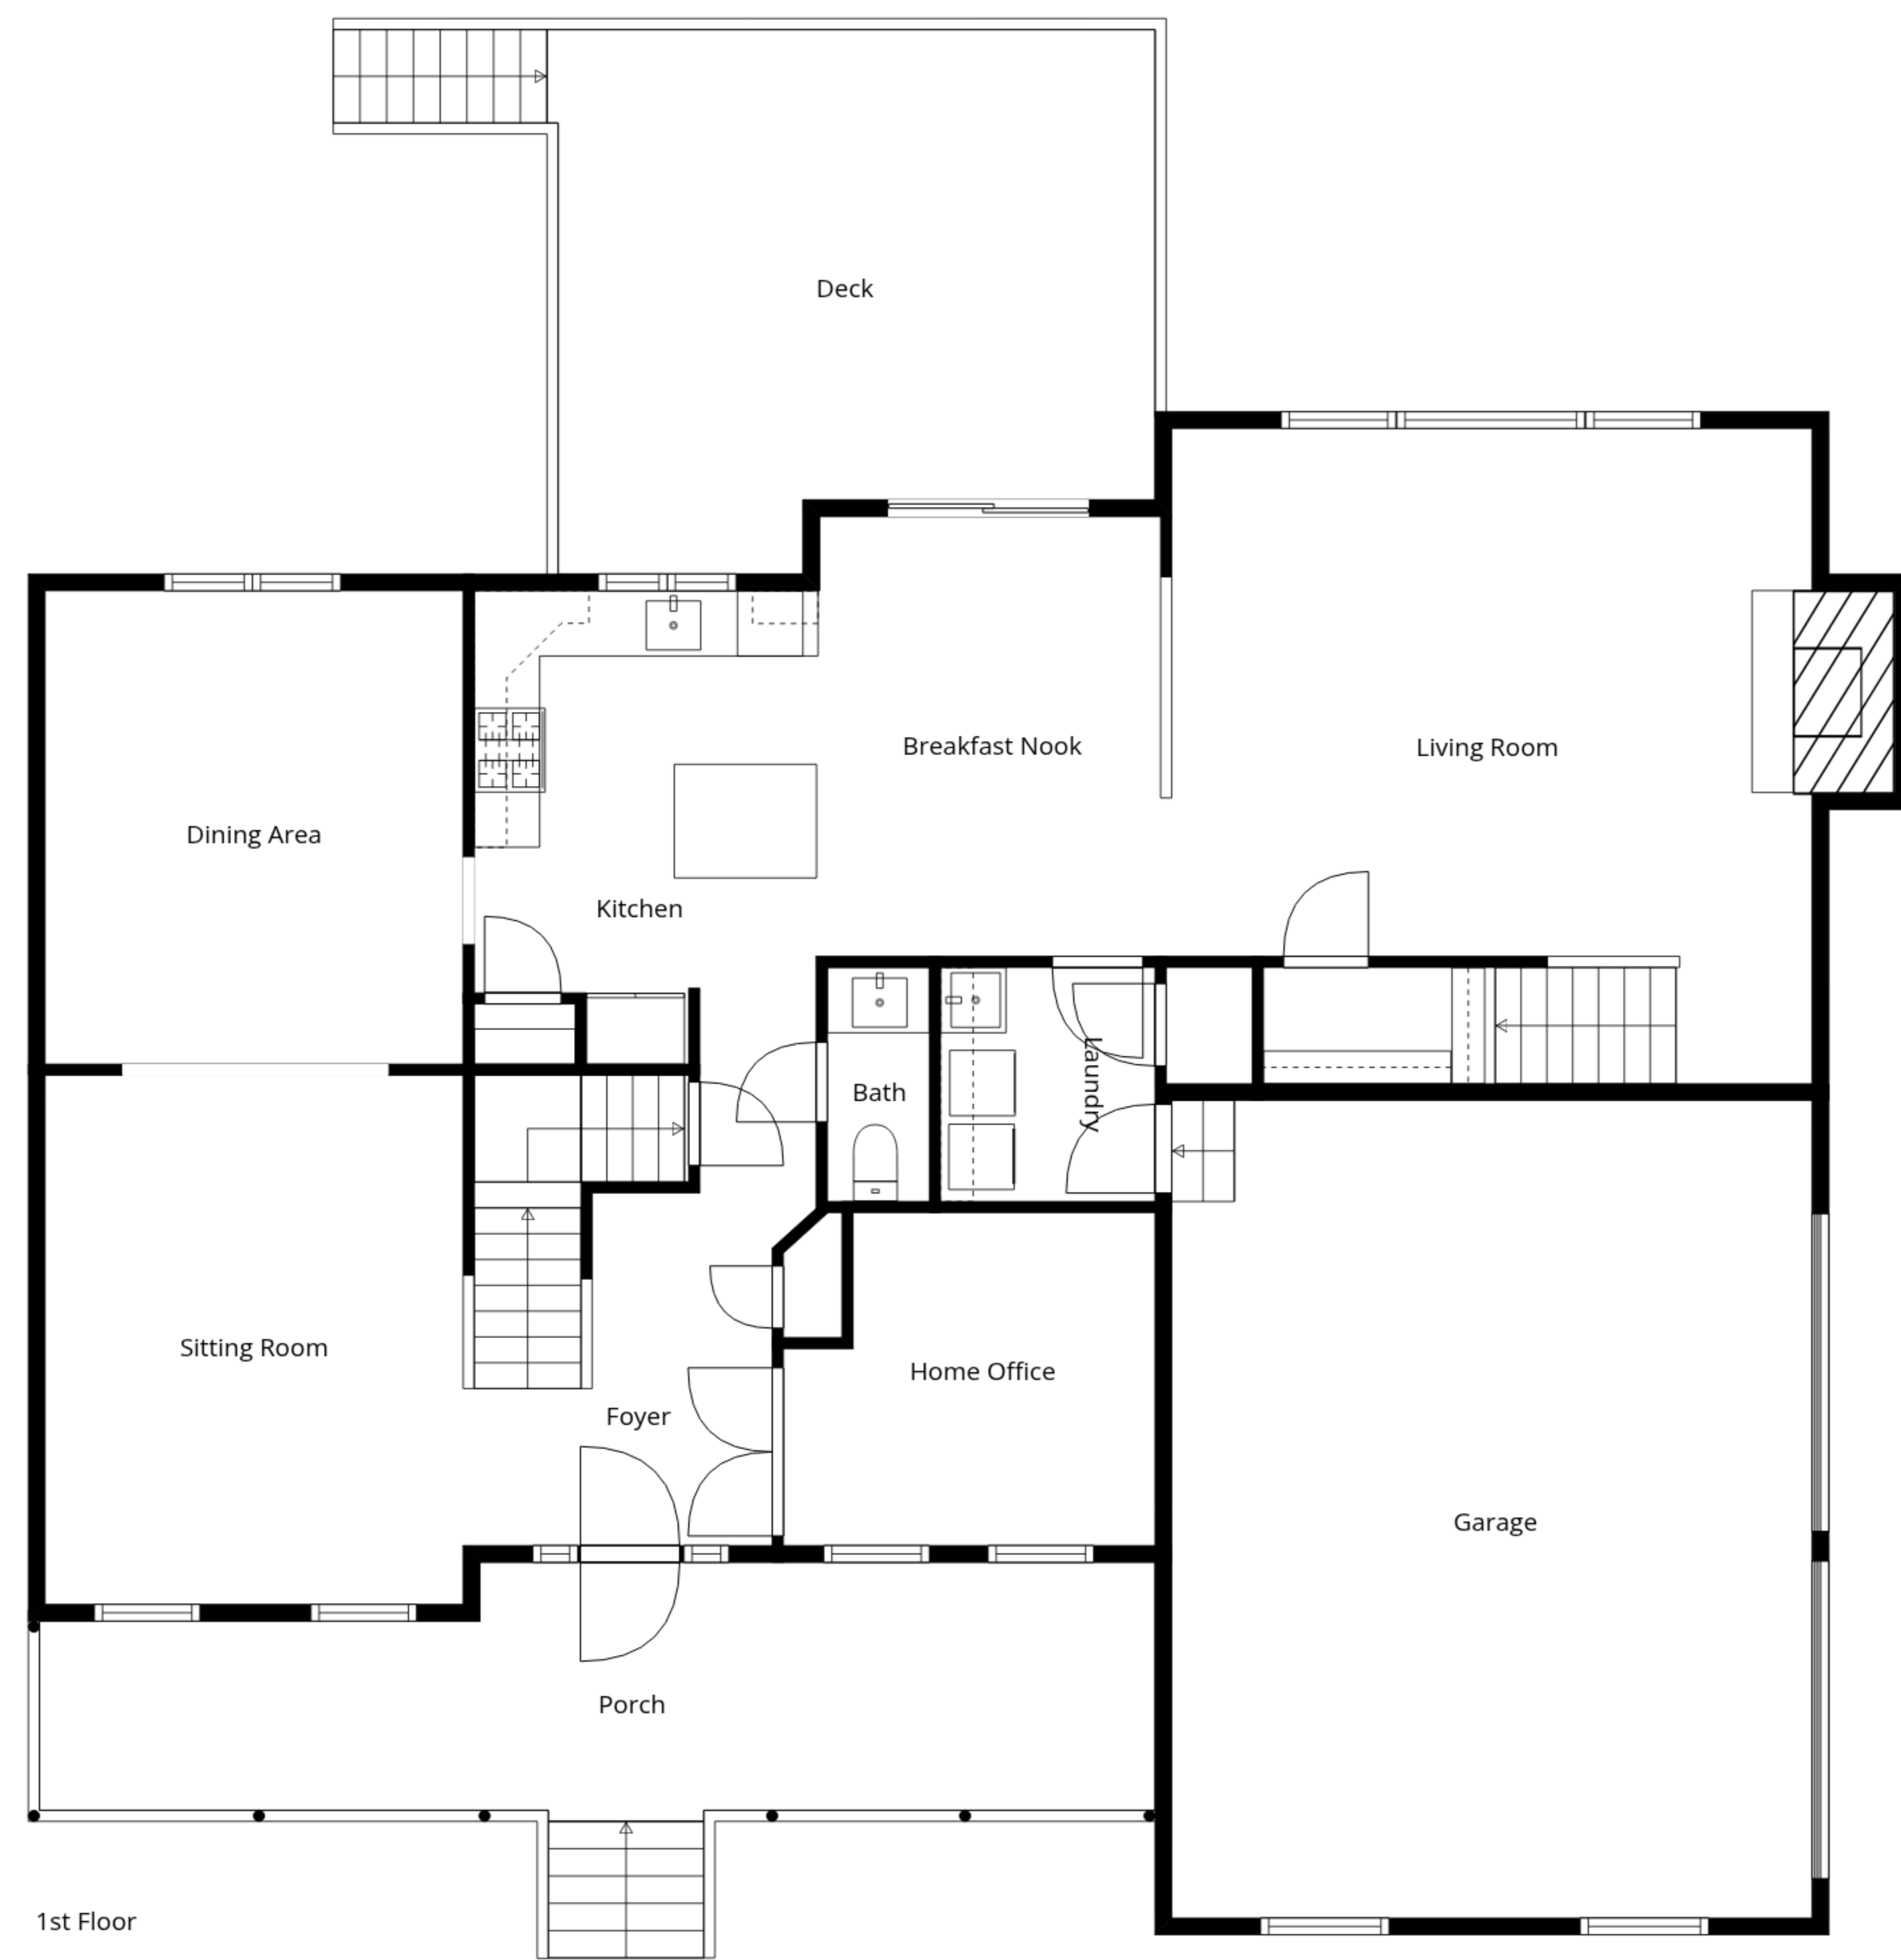 Deck
Breakfast Nook
Living Room
Dining Area
Kitchen
Laundry
Bath
Sitting Room
Home Office
Foyer
Garage
Porch
1st Floor